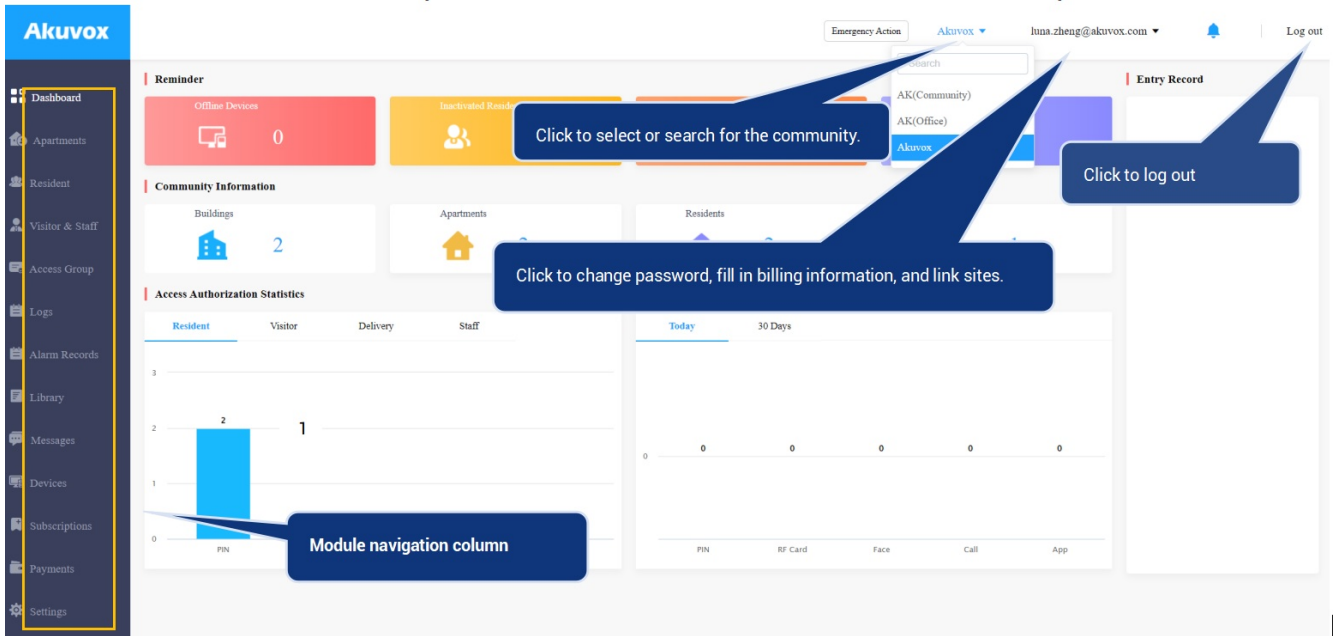 Akuvox
Emergency Action
Akuvox
luna.zheng@akuvox.com
Log out
Search
AK(Community)
AK(Office)
Akuvox
Dashboard
Apartments
Resident
Visitor & Staff
Access Group
Logs
Alarm Records
Library
Messages
Devices
Subscriptions
Payments
Settings
Reminder
Offline Devices
0
Inactivated
Click to select or search for the community.
Click to log out
Entry Record
Community Information
Buildings
2
Apartments
Residents
Click to change password, fill in billing information, and link sites.
Access Authorization Statistics
Resident Visitor Delivery Staff
3
2
2
1
1
0
PIN
Module navigation column
Today 30 Days
0
0 0 0 0 0
PIN RF Card Face Call App